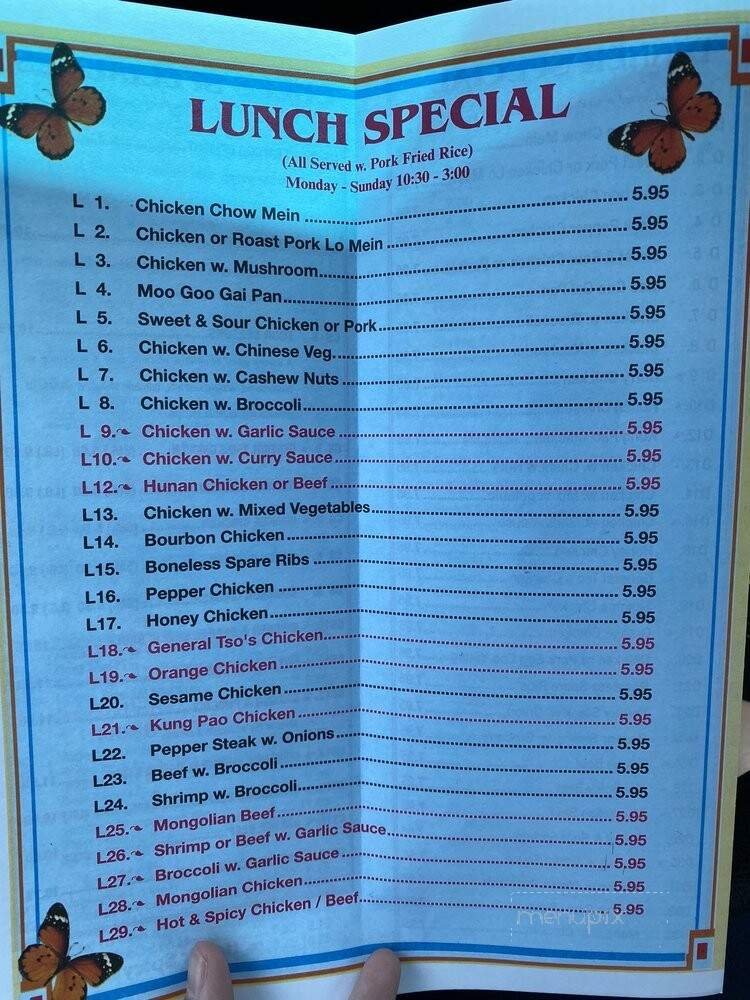 LUNCH SPECIAL
(All Served w. Pork Fried Rice)
Monday - Sunday 10:30 - 3:00
L 1. Chicken Chow Mein 5.95
L 2. Chicken or Roast Pork Lo Mein 5.95
L 3. Chicken w. Mushroom 5.95
L 4. Moo Goo Gai Pan 5.95
L 5. Sweet & Sour Chicken or Pork 5.95
L 6. Chicken w. Chinese Veg. 5.95
L 7. Chicken w. Cashew Nuts 5.95
L 8. Chicken w. Broccoli 5.95
L 9. Chicken w. Garlic Sauce 5.95
L10. Chicken w. Curry Sauce 5.95
L12. Hunan Chicken or Beef 5.95
L13. Chicken w. Mixed Vegetables 5.95
L14. Bourbon Chicken 5.95
L15. Boneless Spare Ribs 5.95
L16. Pepper Chicken 5.95
L17. Honey Chicken 5.95
L18. General Tso's Chicken 5.95
L19. Orange Chicken 5.95
L20. Sesame Chicken 5.95
L21. Kung Pao Chicken 5.95
L22. Pepper Steak w. Onions 5.95
L23. Beef w. Broccoli 5.95
L24. Shrimp w. Broccoli 5.95
L25. Mongolian Beef 5.95
L26. Shrimp or Beef w. Garlic Sauce 5.95
L27. Broccoli w. Garlic Sauce 5.95
L28. Mongolian Chicken 5.95
L29. Hot & Spicy Chicken / Beef 5.95
menupix